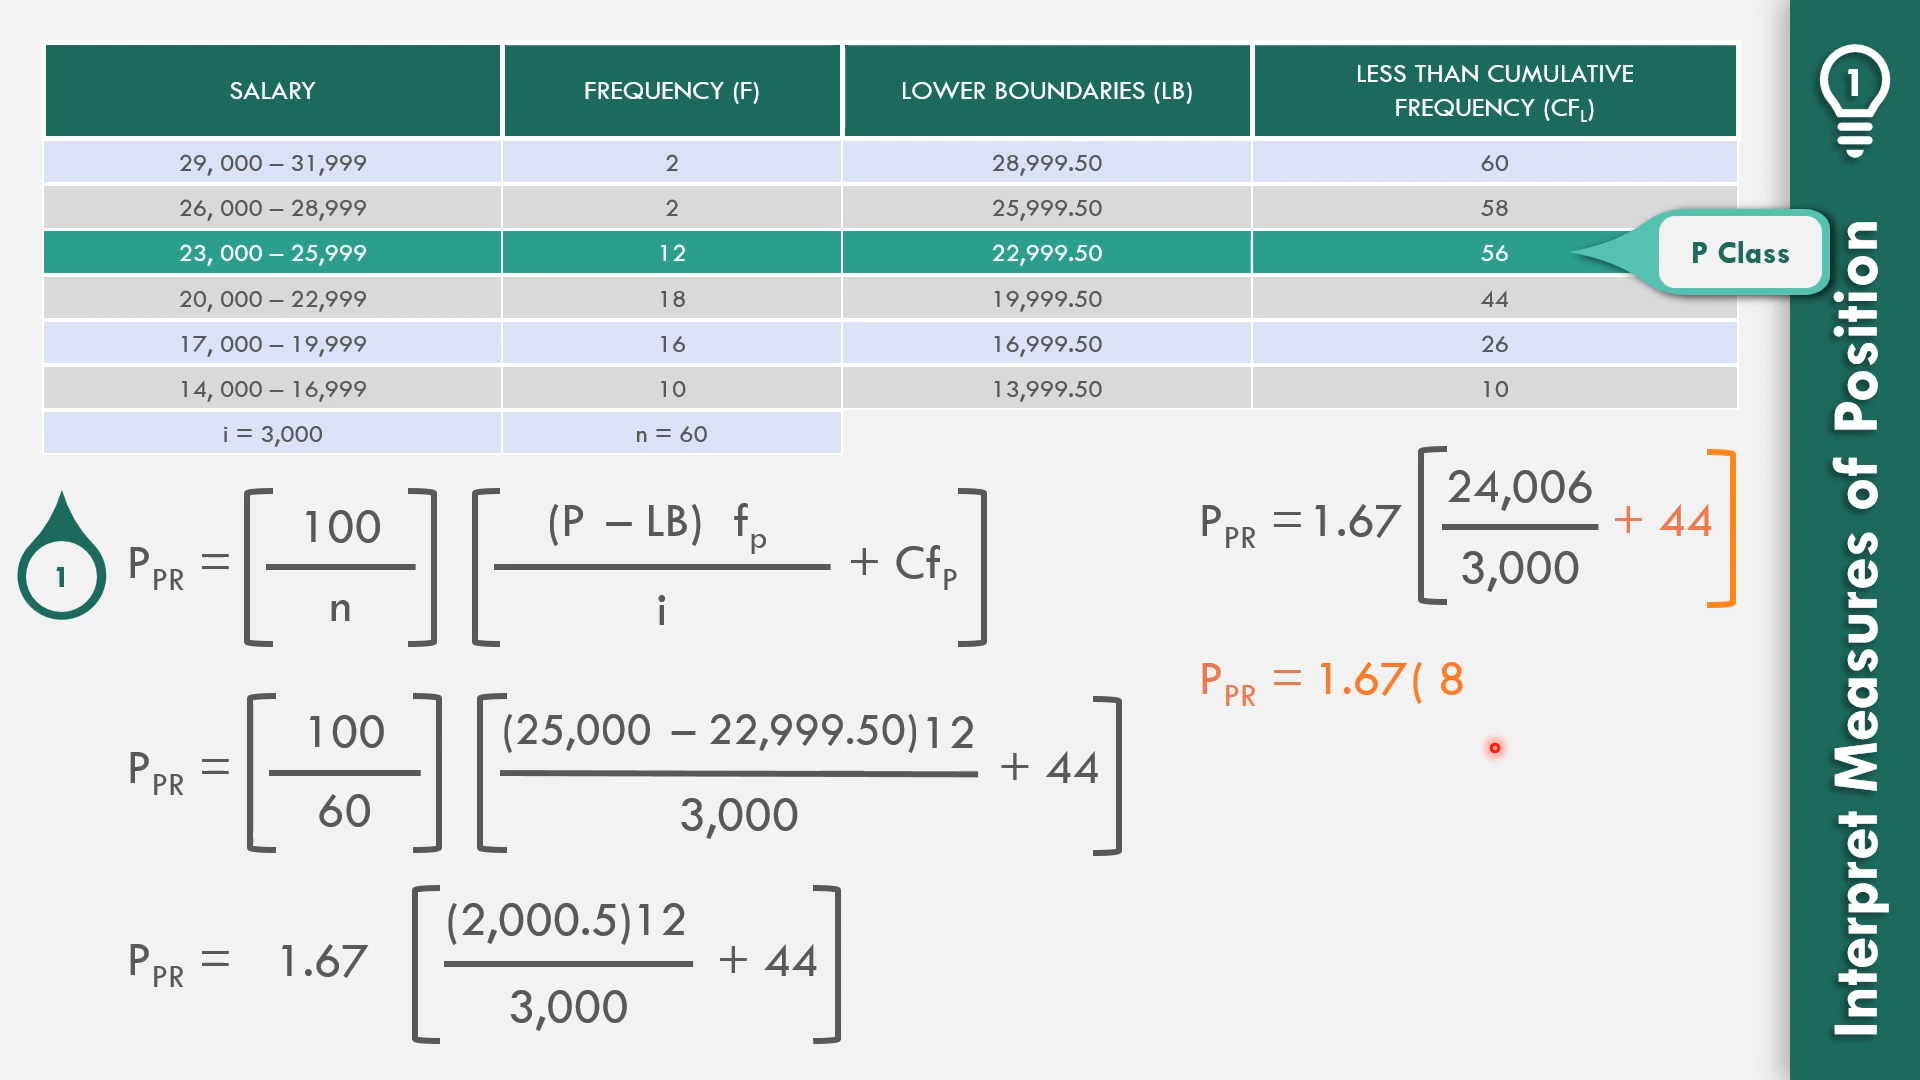 SALARY FREQUENCY (F) LOWER BOUNDARIES (LB) LESS THAN CUMULATIVE FREQUENCY (CF_L)
29, 000 – 31,999 2 28,999.50 60
26, 000 – 28,999 2 25,999.50 58
23, 000 – 25,999 12 22,999.50 56
P Class
20, 000 – 22,999 18 19,999.50 44
17, 000 – 19,999 16 16,999.50 26
14, 000 – 16,999 10 13,999.50 10
i = 3,000 n = 60
1
P_PR = [100 / n] [(P – LB) f_p / i + Cf_P]
P_PR = [100 / 60] [(25,000 – 22,999.50)12 / 3,000 + 44]
P_PR = 1.67 [(2,000.5)12 / 3,000 + 44]
P_PR = 1.67 [24,006 / 3,000 + 44]
P_PR = 1.67( 8
1
Interpret Measures of Position